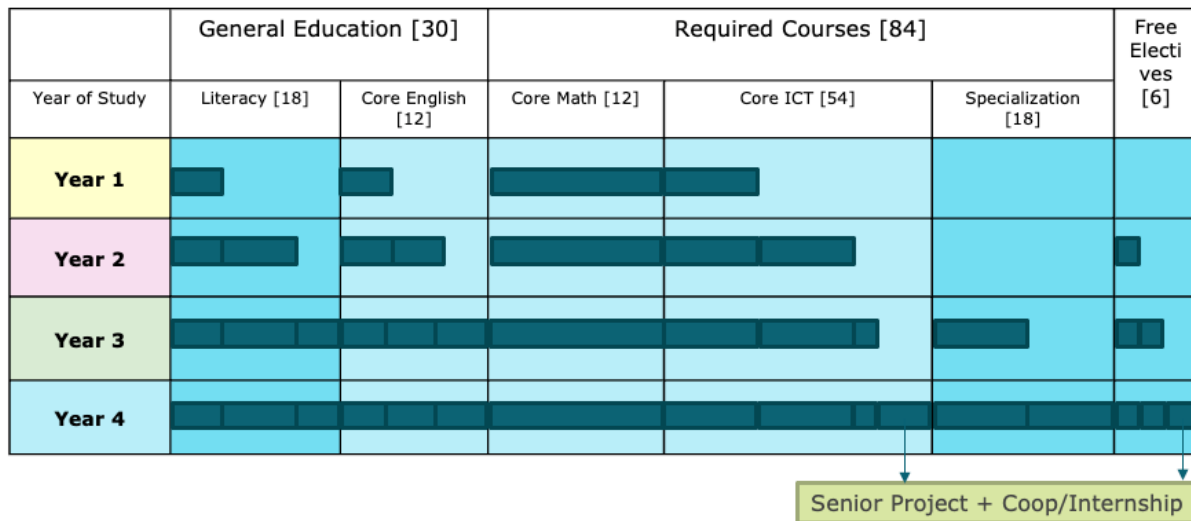 General Education [30]
Required Courses [84]
Free
Electi
ves
[6]
Year of Study
Literacy [18]
Core English
[12]
Core Math [12]
Core ICT [54]
Specialization
[18]
Year 1
Year 2
Year 3
Year 4
Senior Project + Coop/Internship